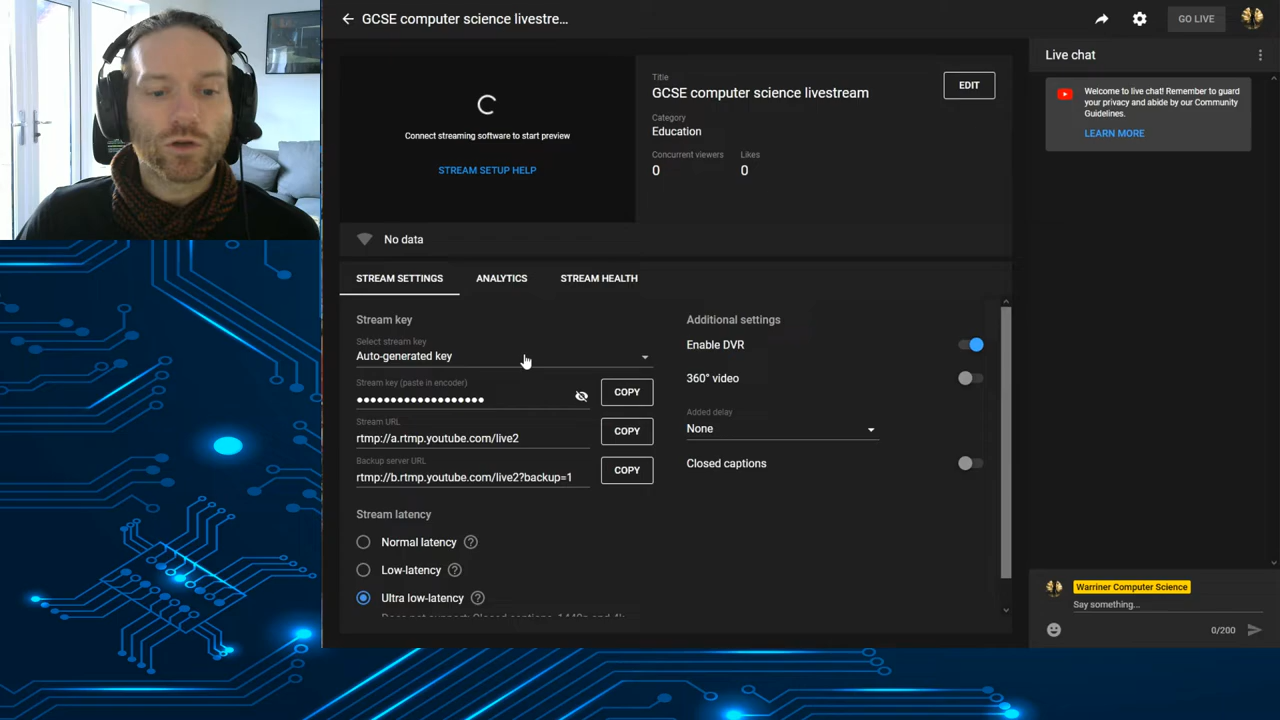 GCSE computer science livestre...
GO LIVE
Connect streaming software to start preview
STREAM SETUP HELP
Title
GCSE computer science livestream
EDIT
Category
Education
Concurrent viewers
Likes
0
0
No data
STREAM SETTINGS
ANALYTICS
STREAM HEALTH
Stream key
Select stream key
Auto-generated key
Stream key (paste in encoder)
COPY
Stream URL
rtmp://a.rtmp.youtube.com/live2
COPY
Backup server URL
rtmp://b.rtmp.youtube.com/live2?backup=1
COPY
Stream latency
Normal latency
Low-latency
Ultra low-latency
Additional settings
Enable DVR
360° video
Added delay
None
Closed captions
Live chat
Welcome to live chat! Remember to guard
your privacy and abide by our Community
Guidelines.
LEARN MORE
Warriner Computer Science
Say something...
0/200